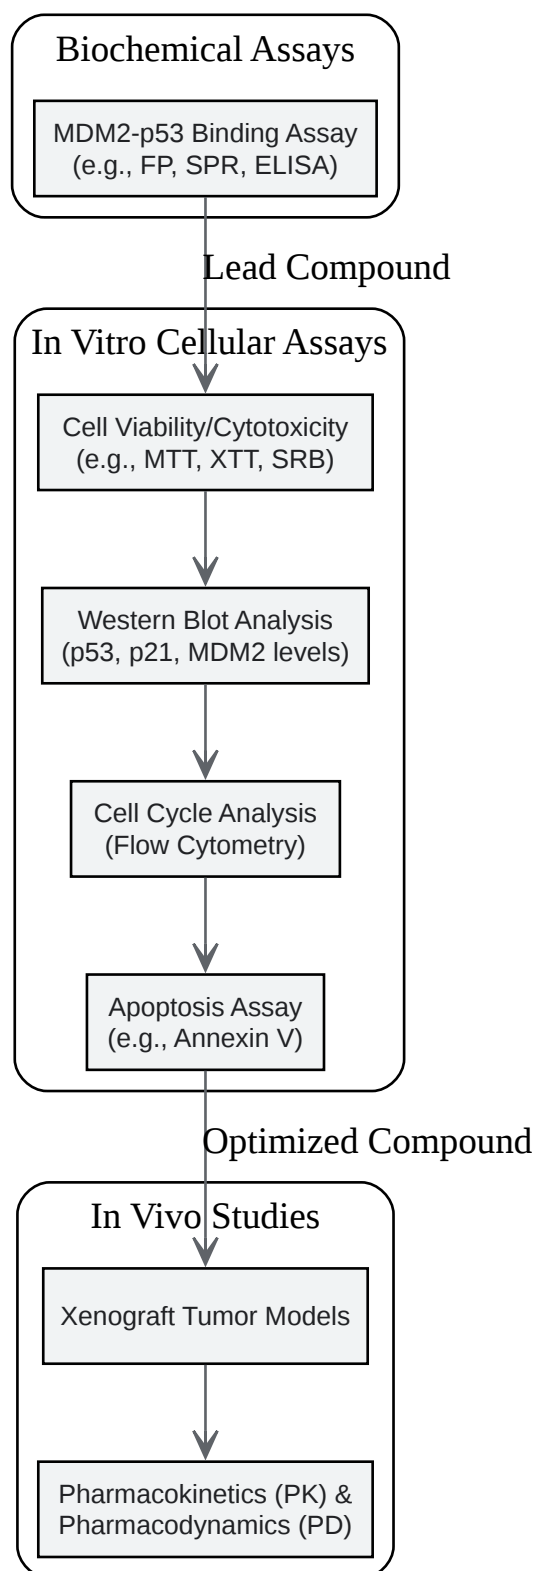 Biochemical Assays
MDM2-p53 Binding Assay
(e.g., FP, SPR, ELISA)
Lead Compound
In Vitro Cellular Assays
Cell Viability/Cytotoxicity
(e.g., MTT, XTT, SRB)
Western Blot Analysis
(p53, p21, MDM2 levels)
Cell Cycle Analysis
(Flow Cytometry)
Apoptosis Assay
(e.g., Annexin V)
Optimized Compound
In Vivo Studies
Xenograft Tumor Models
Pharmacokinetics (PK) &
Pharmacodynamics (PD)